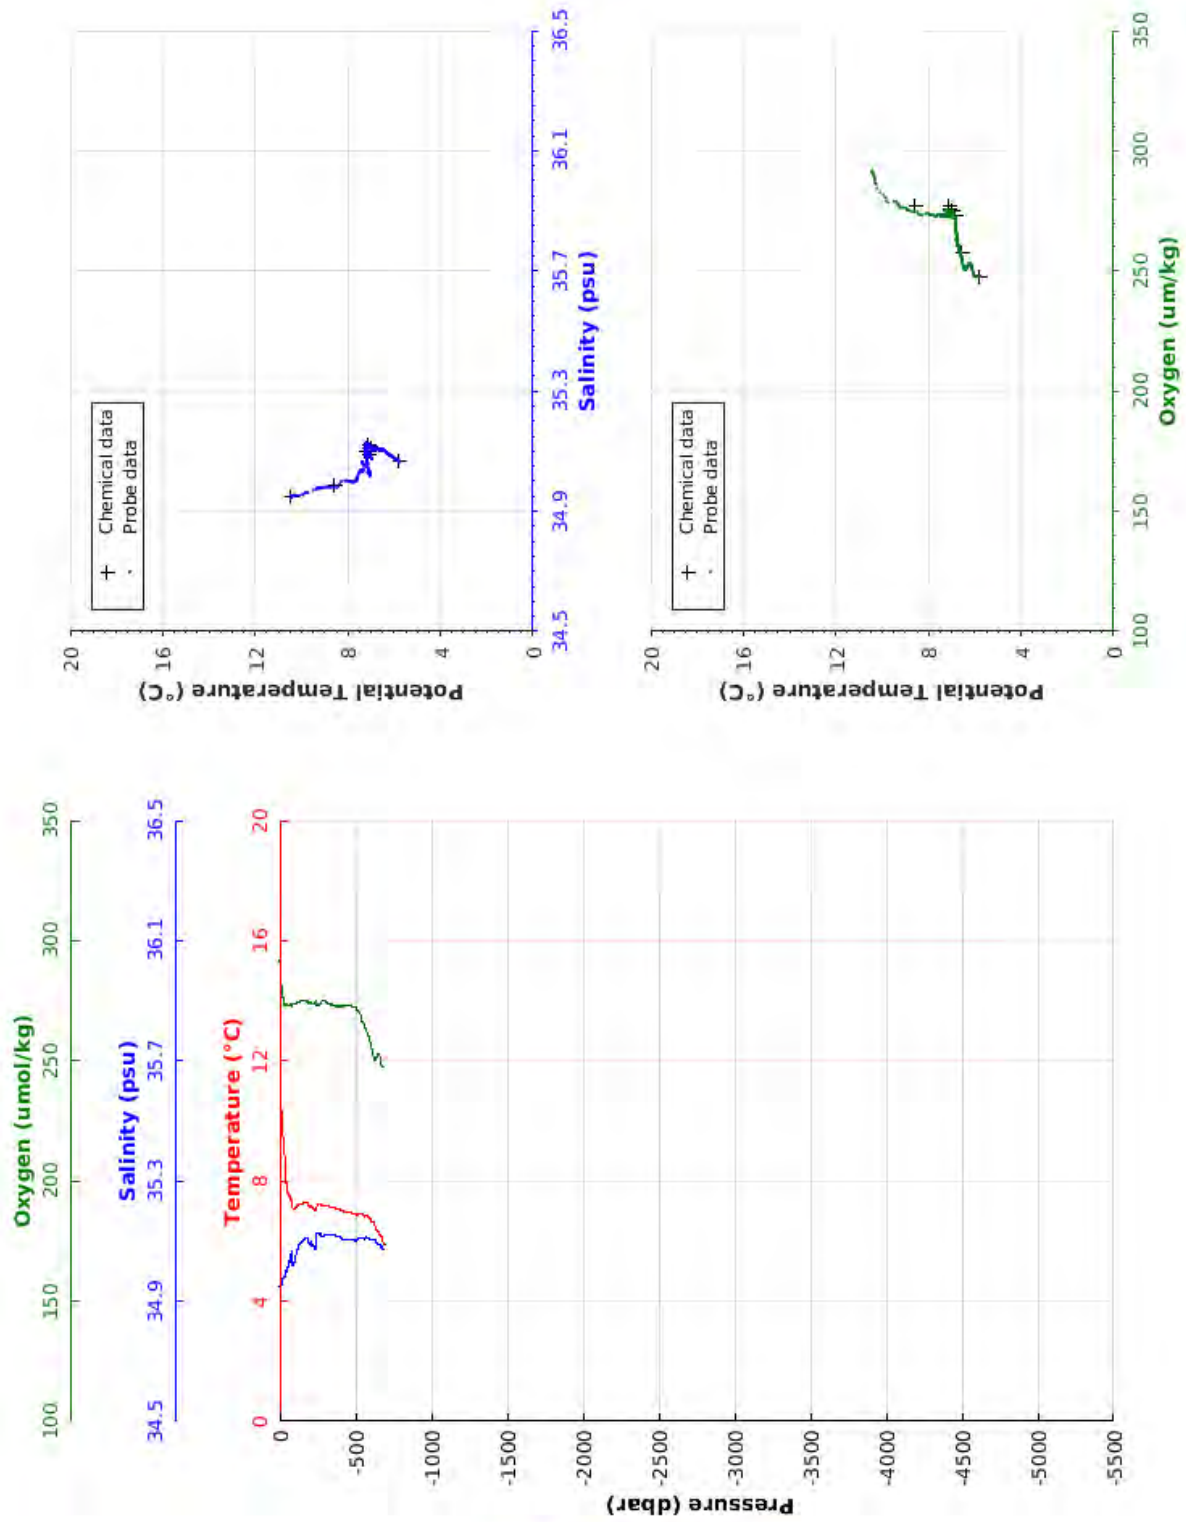 Oxygen (umol/kg)
100 150 200 250 300 350
Salinity (psu)
34.5 34.9 35.3 35.7 36.1 36.5
Temperature (°C)
0 4 8 12 16 20
Pressure (dbar)
0
-500
-1000
-1500
-2000
-2500
-3000
-3500
-4000
-4500
-5000
-5500
Potential Temperature (°C)
20
16
12
8
4
0
+ Chemical data
. Probe data
34.5 34.9 35.3 35.7 36.1 36.5
Salinity (psu)
Potential Temperature (°C)
20
16
12
8
4
0
+ Chemical data
. Probe data
100 150 200 250 300 350
Oxygen (um/kg)